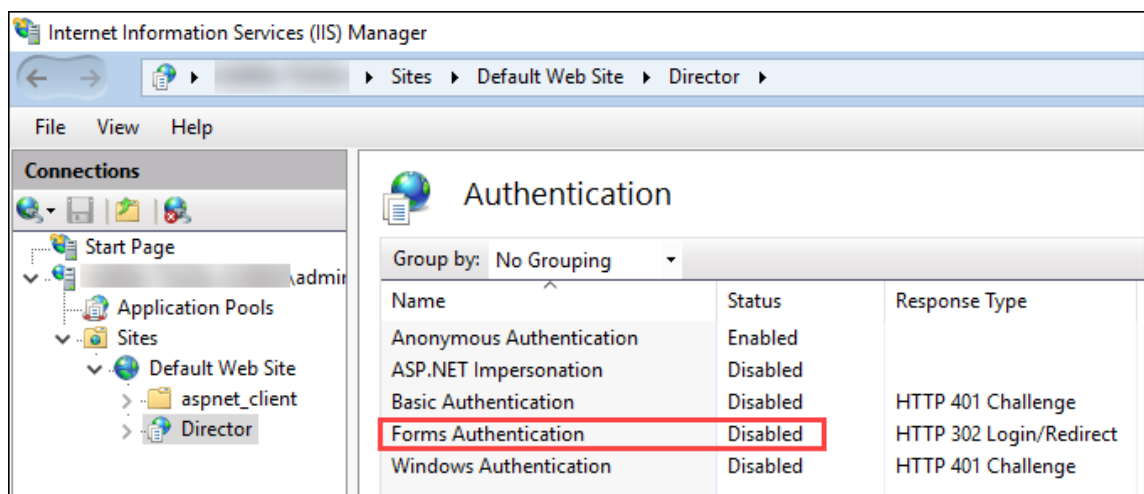 Internet Information Services (IIS) Manager
Sites Default Web Site Director
File View Help
Connections
Start Page
\admin
Application Pools
Sites
Default Web Site
aspnet_client
Director
Authentication
Group by: No Grouping
Name Status Response Type
Anonymous Authentication Enabled
ASP.NET Impersonation Disabled
Basic Authentication Disabled HTTP 401 Challenge
Forms Authentication Disabled HTTP 302 Login/Redirect
Windows Authentication Disabled HTTP 401 Challenge